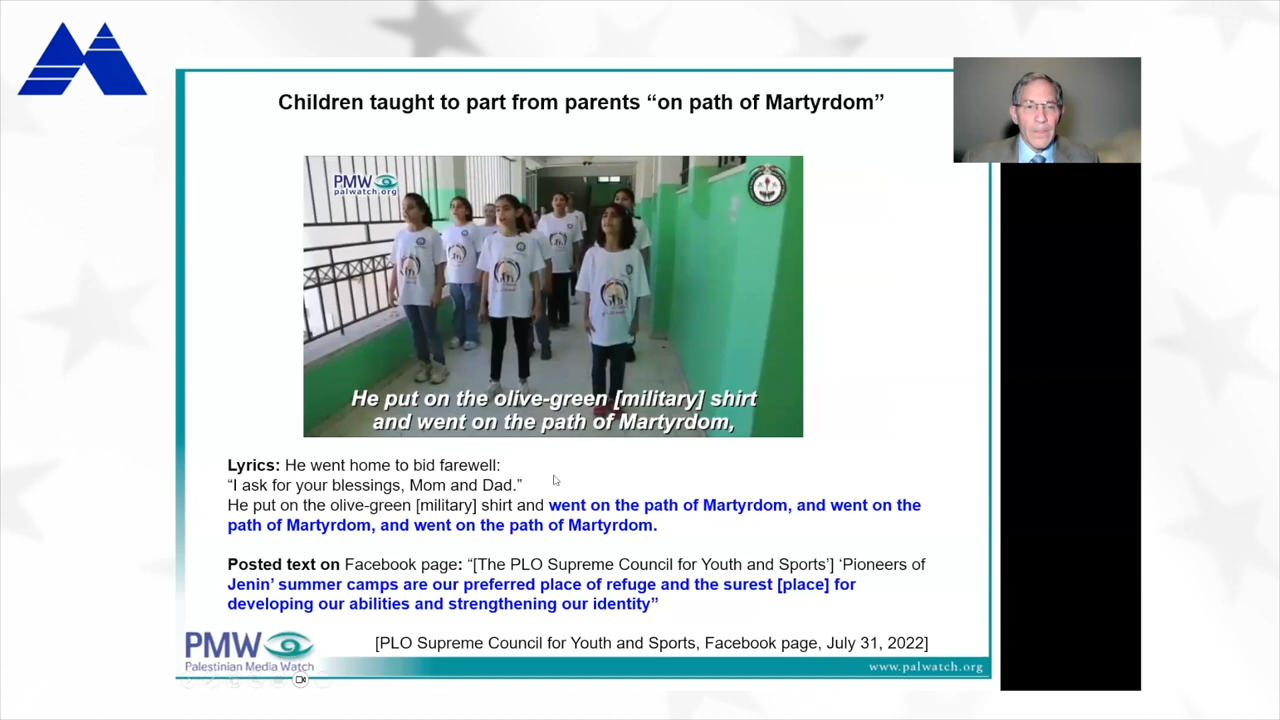 Children taught to part from parents “on path of Martyrdom”
PMW
palwatch.org
He put on the olive-green [military] shirt
and went on the path of Martyrdom,
Lyrics: He went home to bid farewell:
“I ask for your blessings, Mom and Dad.”
He put on the olive-green [military] shirt and went on the path of Martyrdom, and went on the
path of Martyrdom, and went on the path of Martyrdom.
Posted text on Facebook page: “[The PLO Supreme Council for Youth and Sports’] ‘Pioneers of
Jenin’ summer camps are our preferred place of refuge and the surest [place] for
developing our abilities and strengthening our identity”
[PLO Supreme Council for Youth and Sports, Facebook page, July 31, 2022]
PMW
Palestinian Media Watch
www.palwatch.org